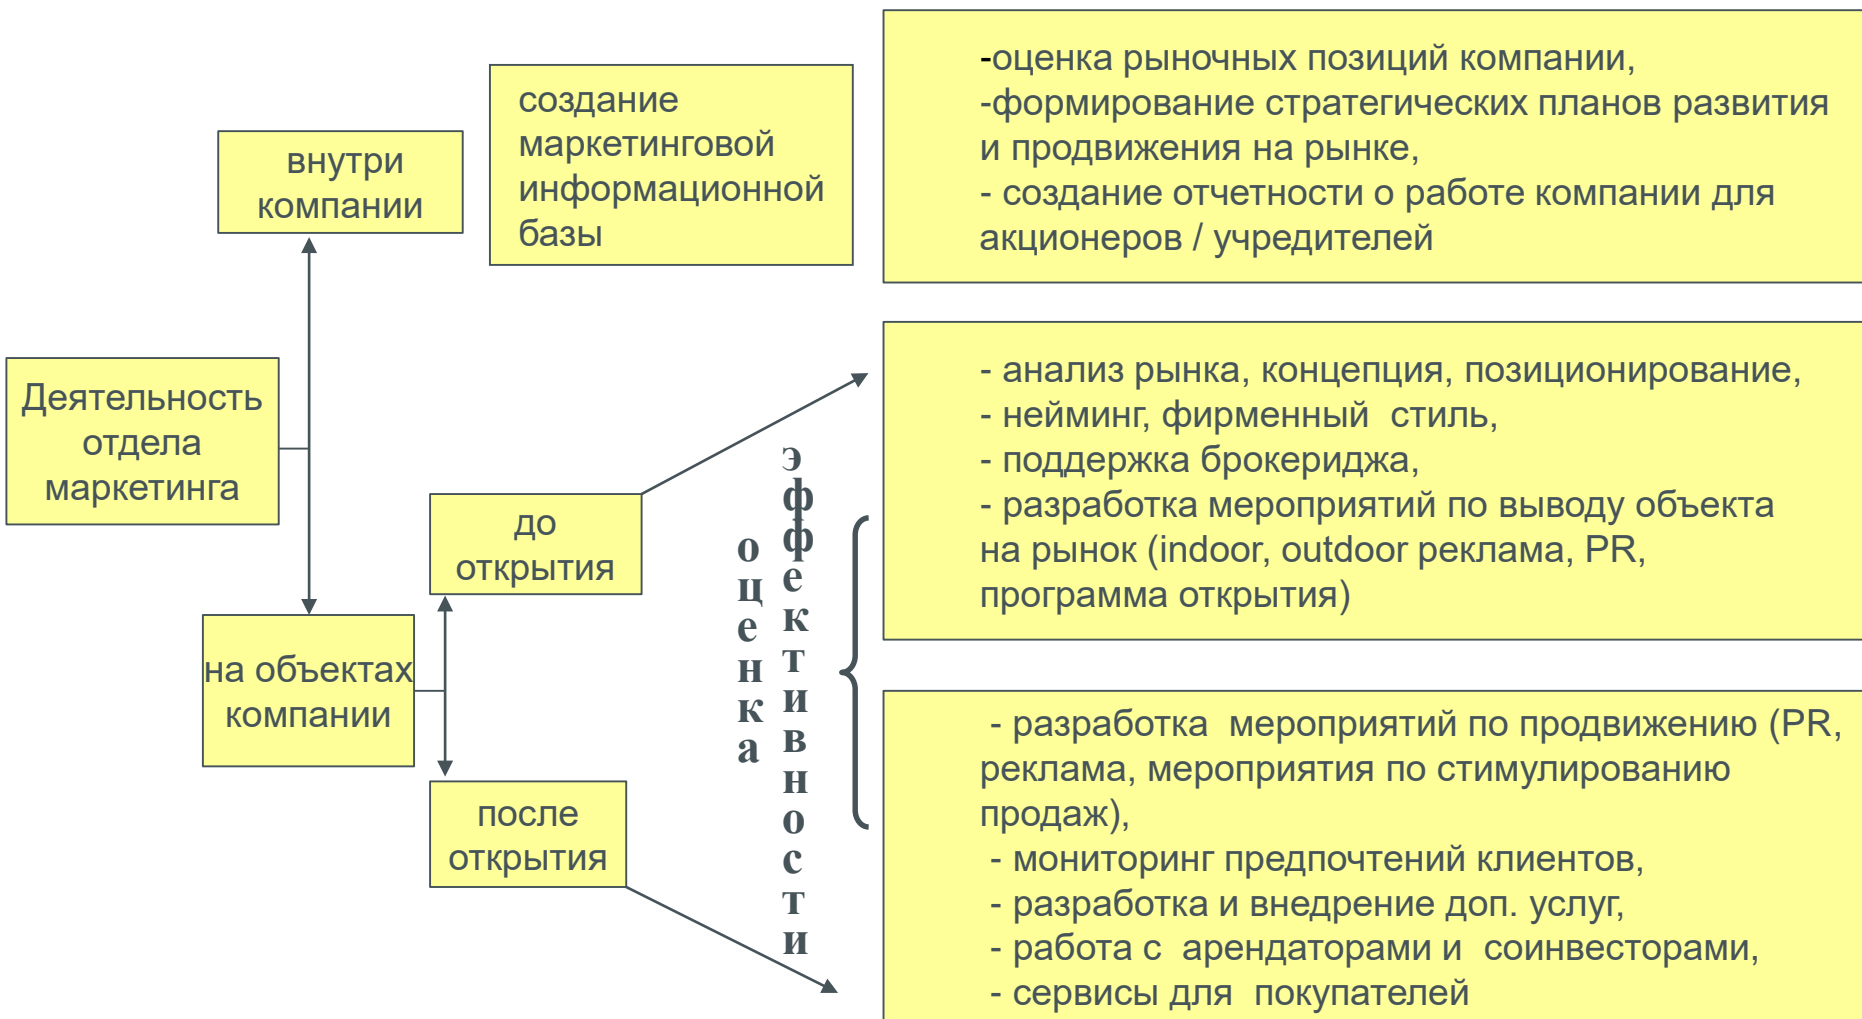 Деятельность
отдела
маркетинга
внутри
компании
создание
маркетинговой
информационной
базы
-оценка рыночных позиций компании,
-формирование стратегических планов развития
и продвижения на рынке,
- создание отчетности о работе компании для
акционеров / учредителей
на объектах
компании
до
открытия
после
открытия
оценка
эффективности
- анализ рынка, концепция, позиционирование,
- нейминг, фирменный  стиль,
- поддержка брокериджа,
- разработка мероприятий по выводу объекта
на рынок (indoor, outdoor реклама, PR,
программа открытия)
- разработка  мероприятий по продвижению (PR,
реклама, мероприятия по стимулированию
продаж),
- мониторинг предпочтений клиентов,
- разработка и внедрение доп. услуг,
- работа с  арендаторами и  соинвесторами,
- сервисы для  покупателей